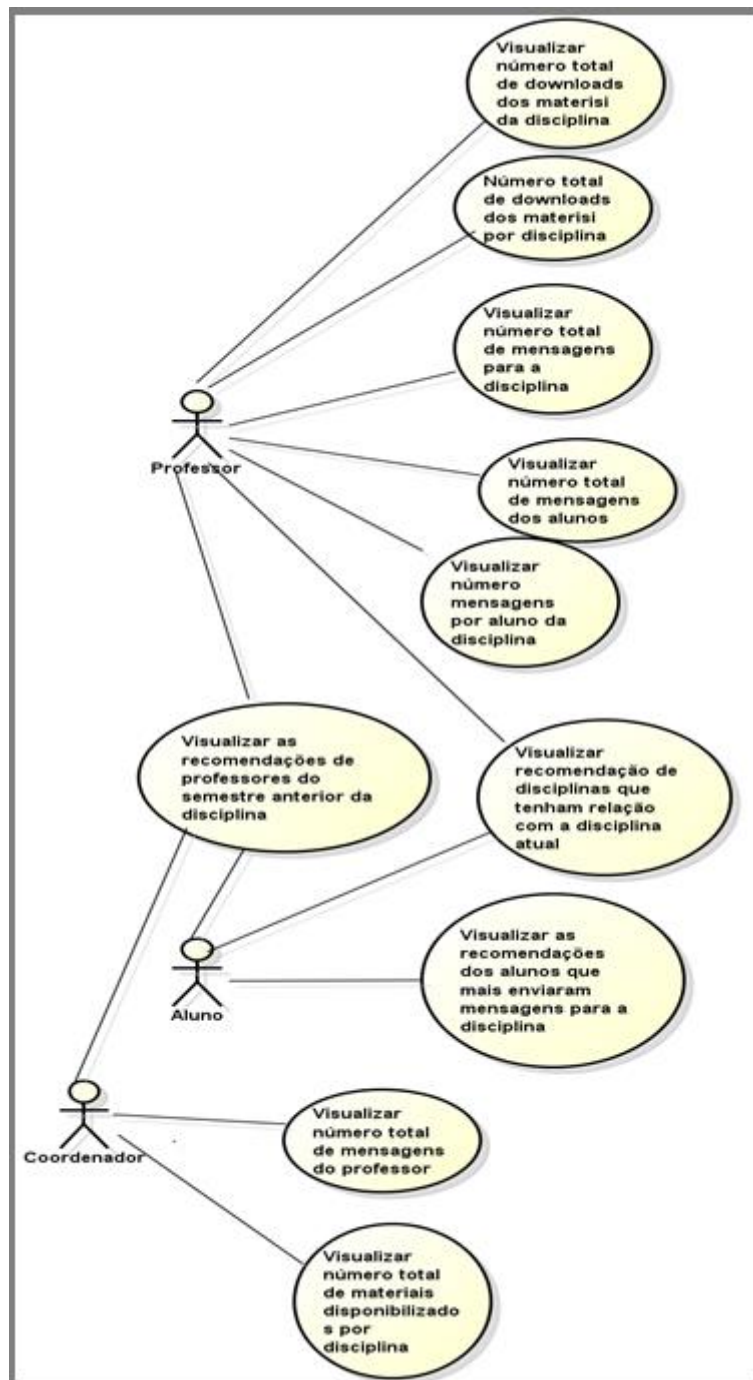 Visualizar
número total
de downloads
dos materisi
da disciplina
Número total
de downloads
dos materisi
por disciplina
Visualizar
número total
de mensagens
para a
disciplina
Professor
Visualizar
número total
de mensagens
dos alunos
Visualizar
número
mensagens
por aluno da
disciplina
Visualizar as
recomendações de
professores do
semestre anterior da
disciplina
Visualizar
recomendação de
disciplinas que
tenham relação
com a disciplina
atual
Visualizar as
recomendações
dos alunos que
mais enviaram
mensagens para a
disciplina
Aluno
Coordenador
Visualizar
número total
de mensagens
do professor
Visualizar
número total
de materiais
disponibilizado
s por
disciplina